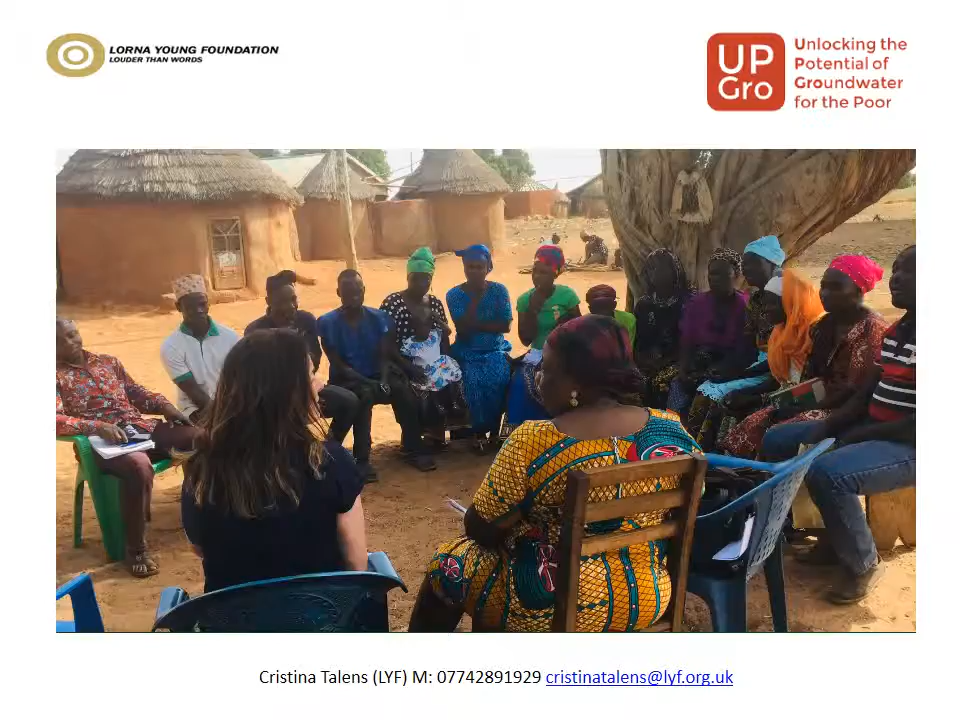 LORNA YOUNG FOUNDATION
LOUDER THAN WORDS
UP
Gro
Unlocking the
Potential of
Groundwater
for the Poor
Cristina Talens (LYF) M: 07742891929 cristinatalens@lyf.org.uk